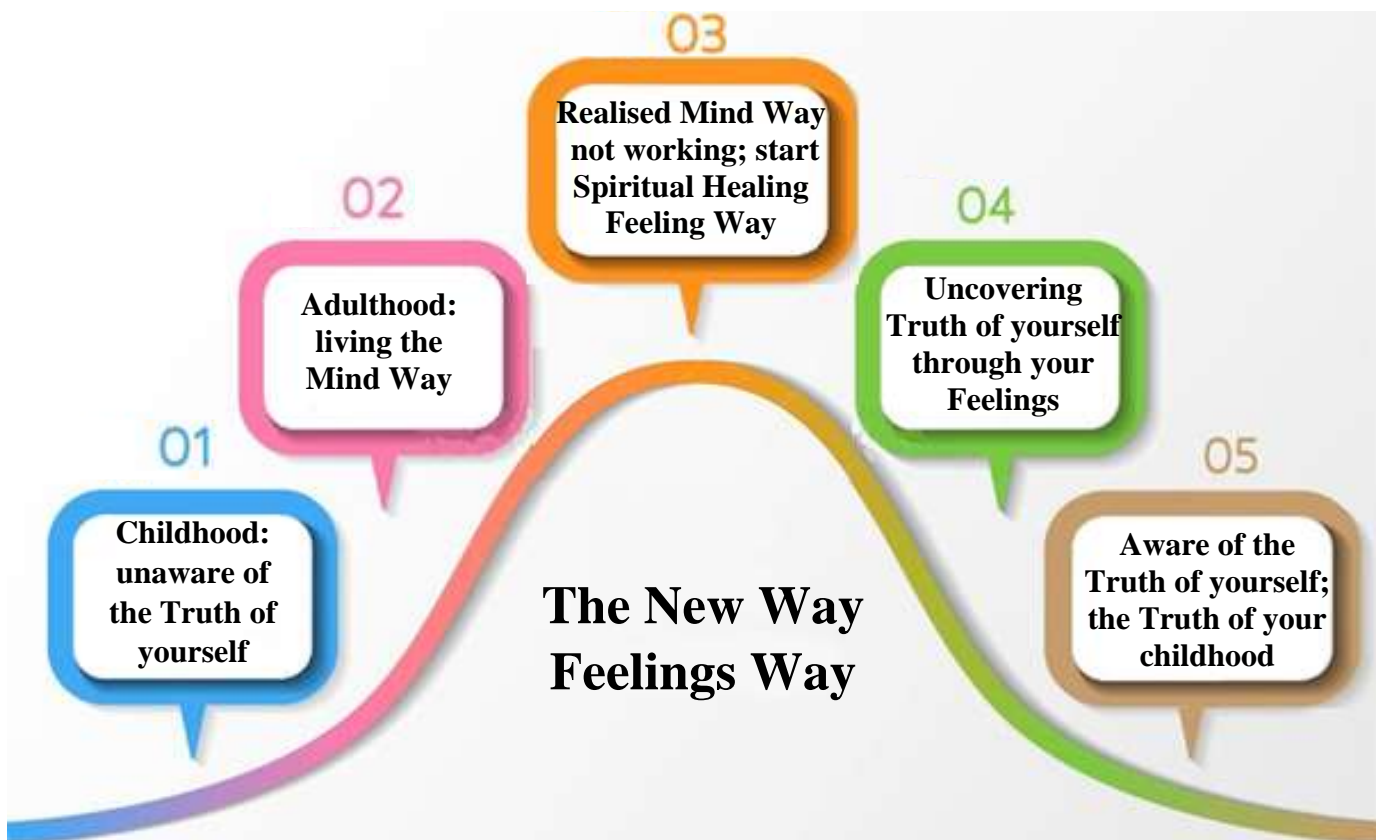 01
Childhood:
unaware of
the Truth of
yourself
02
Adulthood:
living the
Mind Way
03
Realised Mind Way
not working; start
Spiritual Healing
Feeling Way
04
Uncovering
Truth of yourself
through your
Feelings
05
Aware of the
Truth of yourself;
the Truth of your
childhood
The New Way
Feelings Way